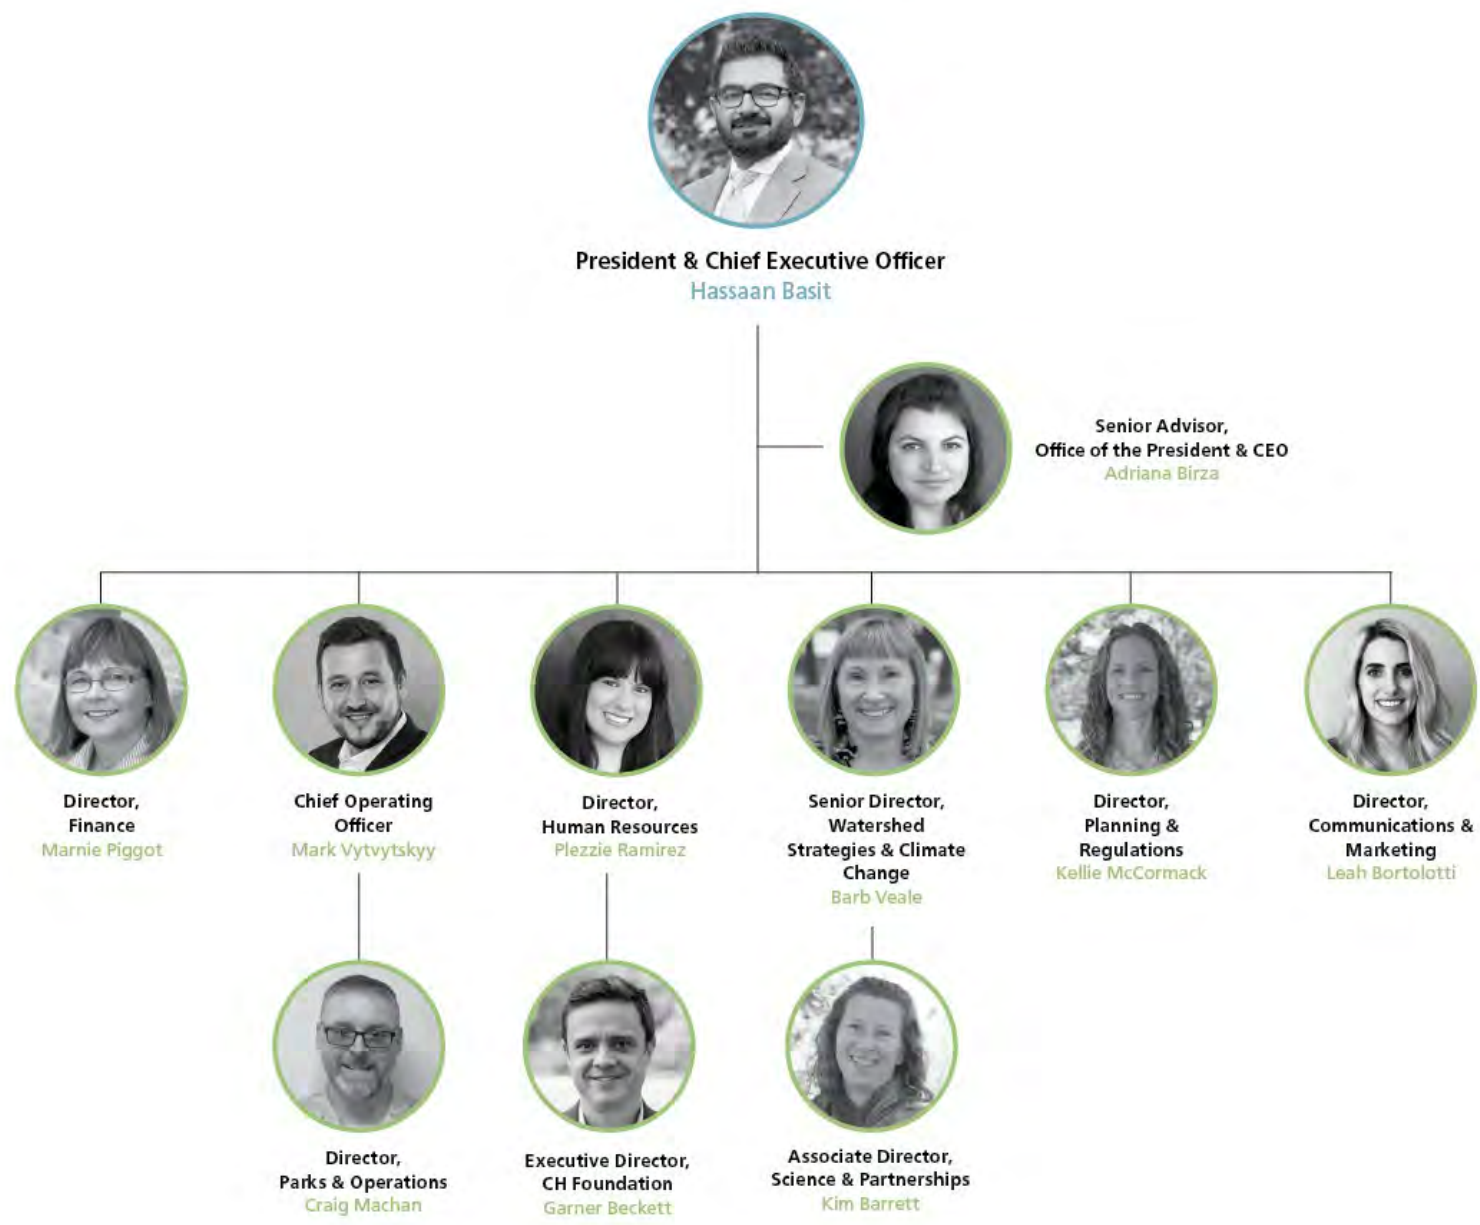 President & Chief Executive Officer
Hassaan Basit
Senior Advisor,
Office of the President & CEO
Adriana Birza
Director,
Finance
Marnie Piggot
Chief Operating
Officer
Mark Vytvytskyy
Director,
Human Resources
Plezzie Ramirez
Senior Director,
Watershed
Strategies & Climate
Change
Barb Veale
Director,
Planning &
Regulations
Kellie McCormack
Director,
Communications &
Marketing
Leah Bortolotti
Director,
Parks & Operations
Craig Machan
Executive Director,
CH Foundation
Garner Beckett
Associate Director,
Science & Partnerships
Kim Barrett